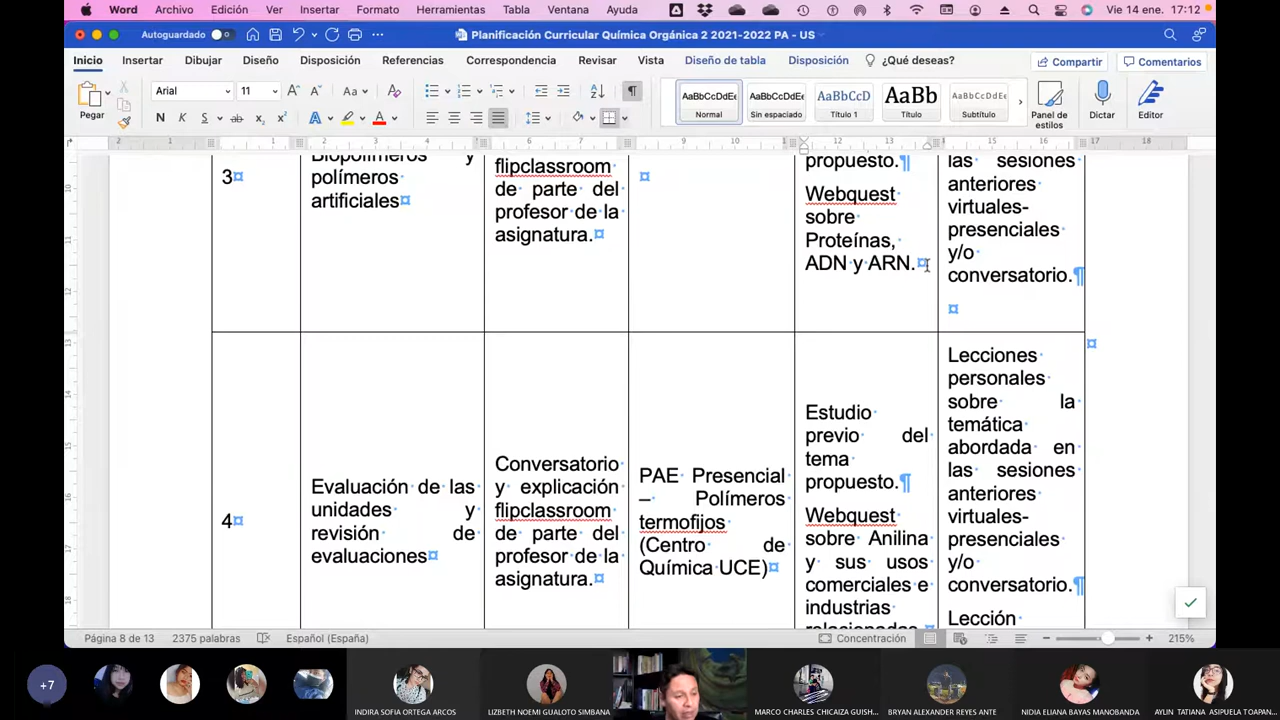 Word Archivo Edición Ver Insertar Formato Herramientas Tabla Ventana Ayuda Vie 14 ene. 17:12
Autoguardado Planificación Curricular Química Orgánica 2 2021-2022 PA - US
Inicio Insertar Dibujar Diseño Disposición Referencias Correspondencia Revisar Vista Diseño de tabla Disposición ¿Qué deseas? Compartir Comentarios
Pegar Arial 11 Aa
N K S ab x₂ x² A A
AaBbCcDdEe Normal
AaBbCcDdEe Sin espaciado
AaBbCcD Título 1
AaBb Título
AaBbCcDdEe Subtítulo
Panel de estilos
Dictar
Editor
3
Biopolímeros y
polímeros
artificiales
flipclassroom
de parte del
profesor de la
asignatura.
propuesto.¶
Webquest
sobre
Proteínas,
ADN y ARN.
las sesiones
anteriores
virtuales-
presenciales
y/o
conversatorio.¶
4
Evaluación de las
unidades y
revisión de
evaluaciones
Conversatorio
y explicación
flipclassroom
de parte del
profesor de la
asignatura.
PAE Presencial
– Polímeros
termofijos
(Centro de
Química UCE)
Estudio
previo del
tema
propuesto.¶
Webquest
sobre Anilina
y sus usos
comerciales e
industrias
relacionadas.
Lecciones
personales
sobre la
temática
abordada en
las sesiones
anteriores
virtuales-
presenciales
y/o
conversatorio.¶
Lección
Página 8 de 13 2375 palabras Español (España) Concentración 215%
+7
INDIRA SOFIA ORTEGA ARCOS
LIZBETH NOEMI GUALOTO SIMBANA
MARCO CHARLES CHICAIZA GUISH...
BRYAN ALEXANDER REYES ANTE
NIDIA ELIANA BAYAS MANOBANDA
AYLIN TATIANA ASIPUELA TOAPAN...